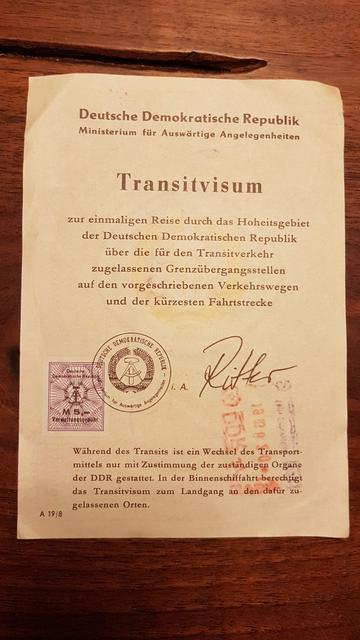 Deutsche Demokratische Republik
Ministerium für Auswärtige Angelegenheiten
Transitvisum
zur einmaligen Reise durch das Hoheitsgebiet
der Deutschen Demokratischen Republik
über die für den Transitverkehr
zugelassenen Grenzübergangsstellen
auf den vorgeschriebenen Verkehrswegen
und der kürzesten Fahrtstrecke
DEUTSCHE DEMOKRATISCHE REPUBLIK
Ministerium für Auswärtige Angelegenheiten
Deutsche Demokratische Republik
M 5,–
Verwaltungsgebühr
i. A. Ritter
Während des Transits ist ein Wechsel des Transport-
mittels nur mit Zustimmung der zuständigen Organe
der DDR gestattet. In der Binnenschiffahrt berechtigt
das Transitvisum zum Landgang an den dafür zu-
gelassenen Orten.
A 19/8